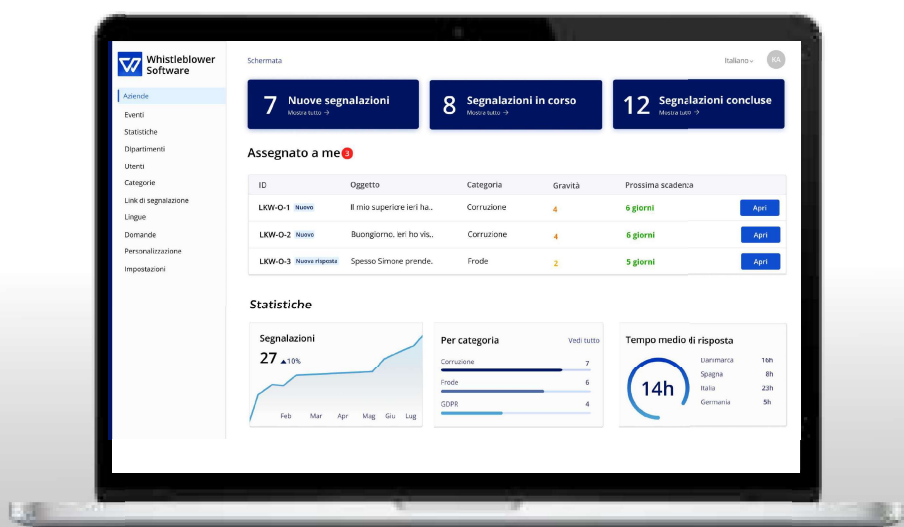 Whistleblower
Software
Schermata
Italiano
KA
Aziende
Eventi
Statistiche
Dipartimenti
Utenti
Categorie
Link di segnalazione
Lingue
Domande
Personalizzazione
Impostazioni
7 Nuove segnalazioni
Mostra tutto →
8 Segnalazioni in corso
Mostra tutto →
12 Segnalazioni concluse
Mostra tutto →
Assegnato a me 3
ID Oggetto Categoria Gravità Prossima scadenza
LKW-O-1 Nuovo Il mio superiore ieri ha.. Corruzione 4 6 giorni Apri
LKW-O-2 Nuovo Buongiorno, ieri ho vis.. Corruzione 4 6 giorni Apri
LKW-O-3 Nuova risposta Spesso Simone prende. Frode 2 5 giorni Apri
Statistiche
Segnalazioni
27 ▲10%
Feb Mar Apr Mag Giu Lug
Per categoria Vedi tutto
Corruzione 7
Frode 6
GDPR 4
Tempo medio di risposta
14h
Danmarca 16h
Spagna 8h
Italia 23h
Germania 5h